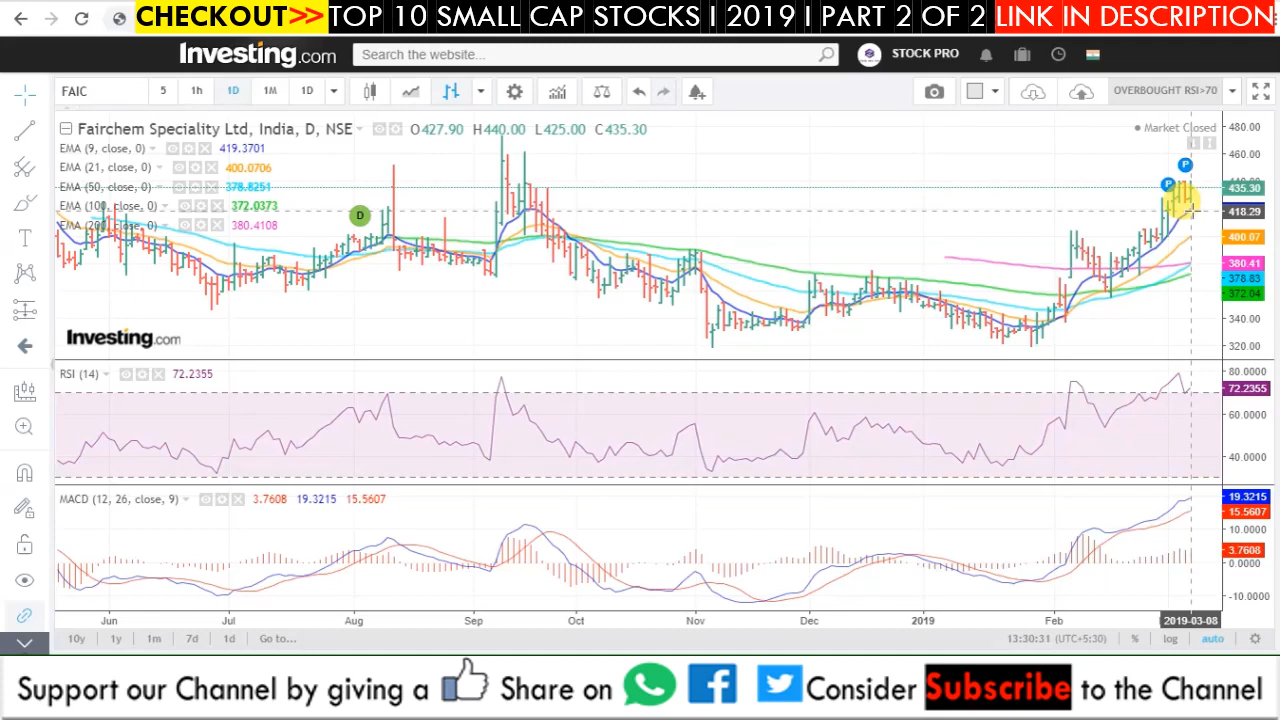 CHECKOUT>> TOP 10 SMALL CAP STOCKS I 2019 I PART 2 OF 2 LINK IN DESCRIPTION
Investing.com Search the website... STOCK PRO
FAIC 5 1h 1D 1M 1D OVERBOUGHT RSI>70
Fairchem Speciality Ltd, India, D, NSE O427.90 H440.00 L425.00 C435.30
Market Closed
EMA (9, close, 0) 419.3701
EMA (21, close, 0) 400.0706
EMA (50, close, 0) 378.8251
EMA (100, close, 0) 372.0373
EMA (200, close, 0) 380.4108
D
P
P
480.00
460.00
440.00
435.30
418.29
400.07
380.41
378.83
372.04
340.00
320.00
Investing.com
RSI (14) 72.2355
80.0000
72.2355
60.0000
40.0000
MACD (12, 26, close, 9) 3.7608 19.3215 15.5607
19.3215
15.5607
10.0000
3.7608
0.0000
-10.0000
Jun Jul Aug Sep Oct Nov Dec 2019 Feb 2019-03-08
10y 1y 1m 7d 1d Go to... 13:30:31 (UTC+5:30) % log auto
Support our Channel by giving a Share on Consider Subscribe to the Channel